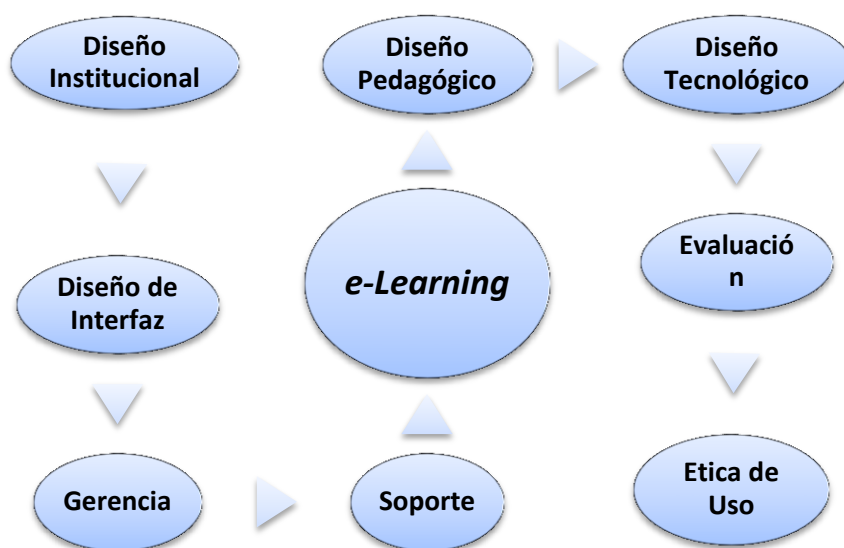 Diseño
Institucional
Diseño
Pedagógico
Diseño
Tecnológico
Diseño de
Interfaz
e-Learning
Evaluació
n
Gerencia
Soporte
Etica de
Uso